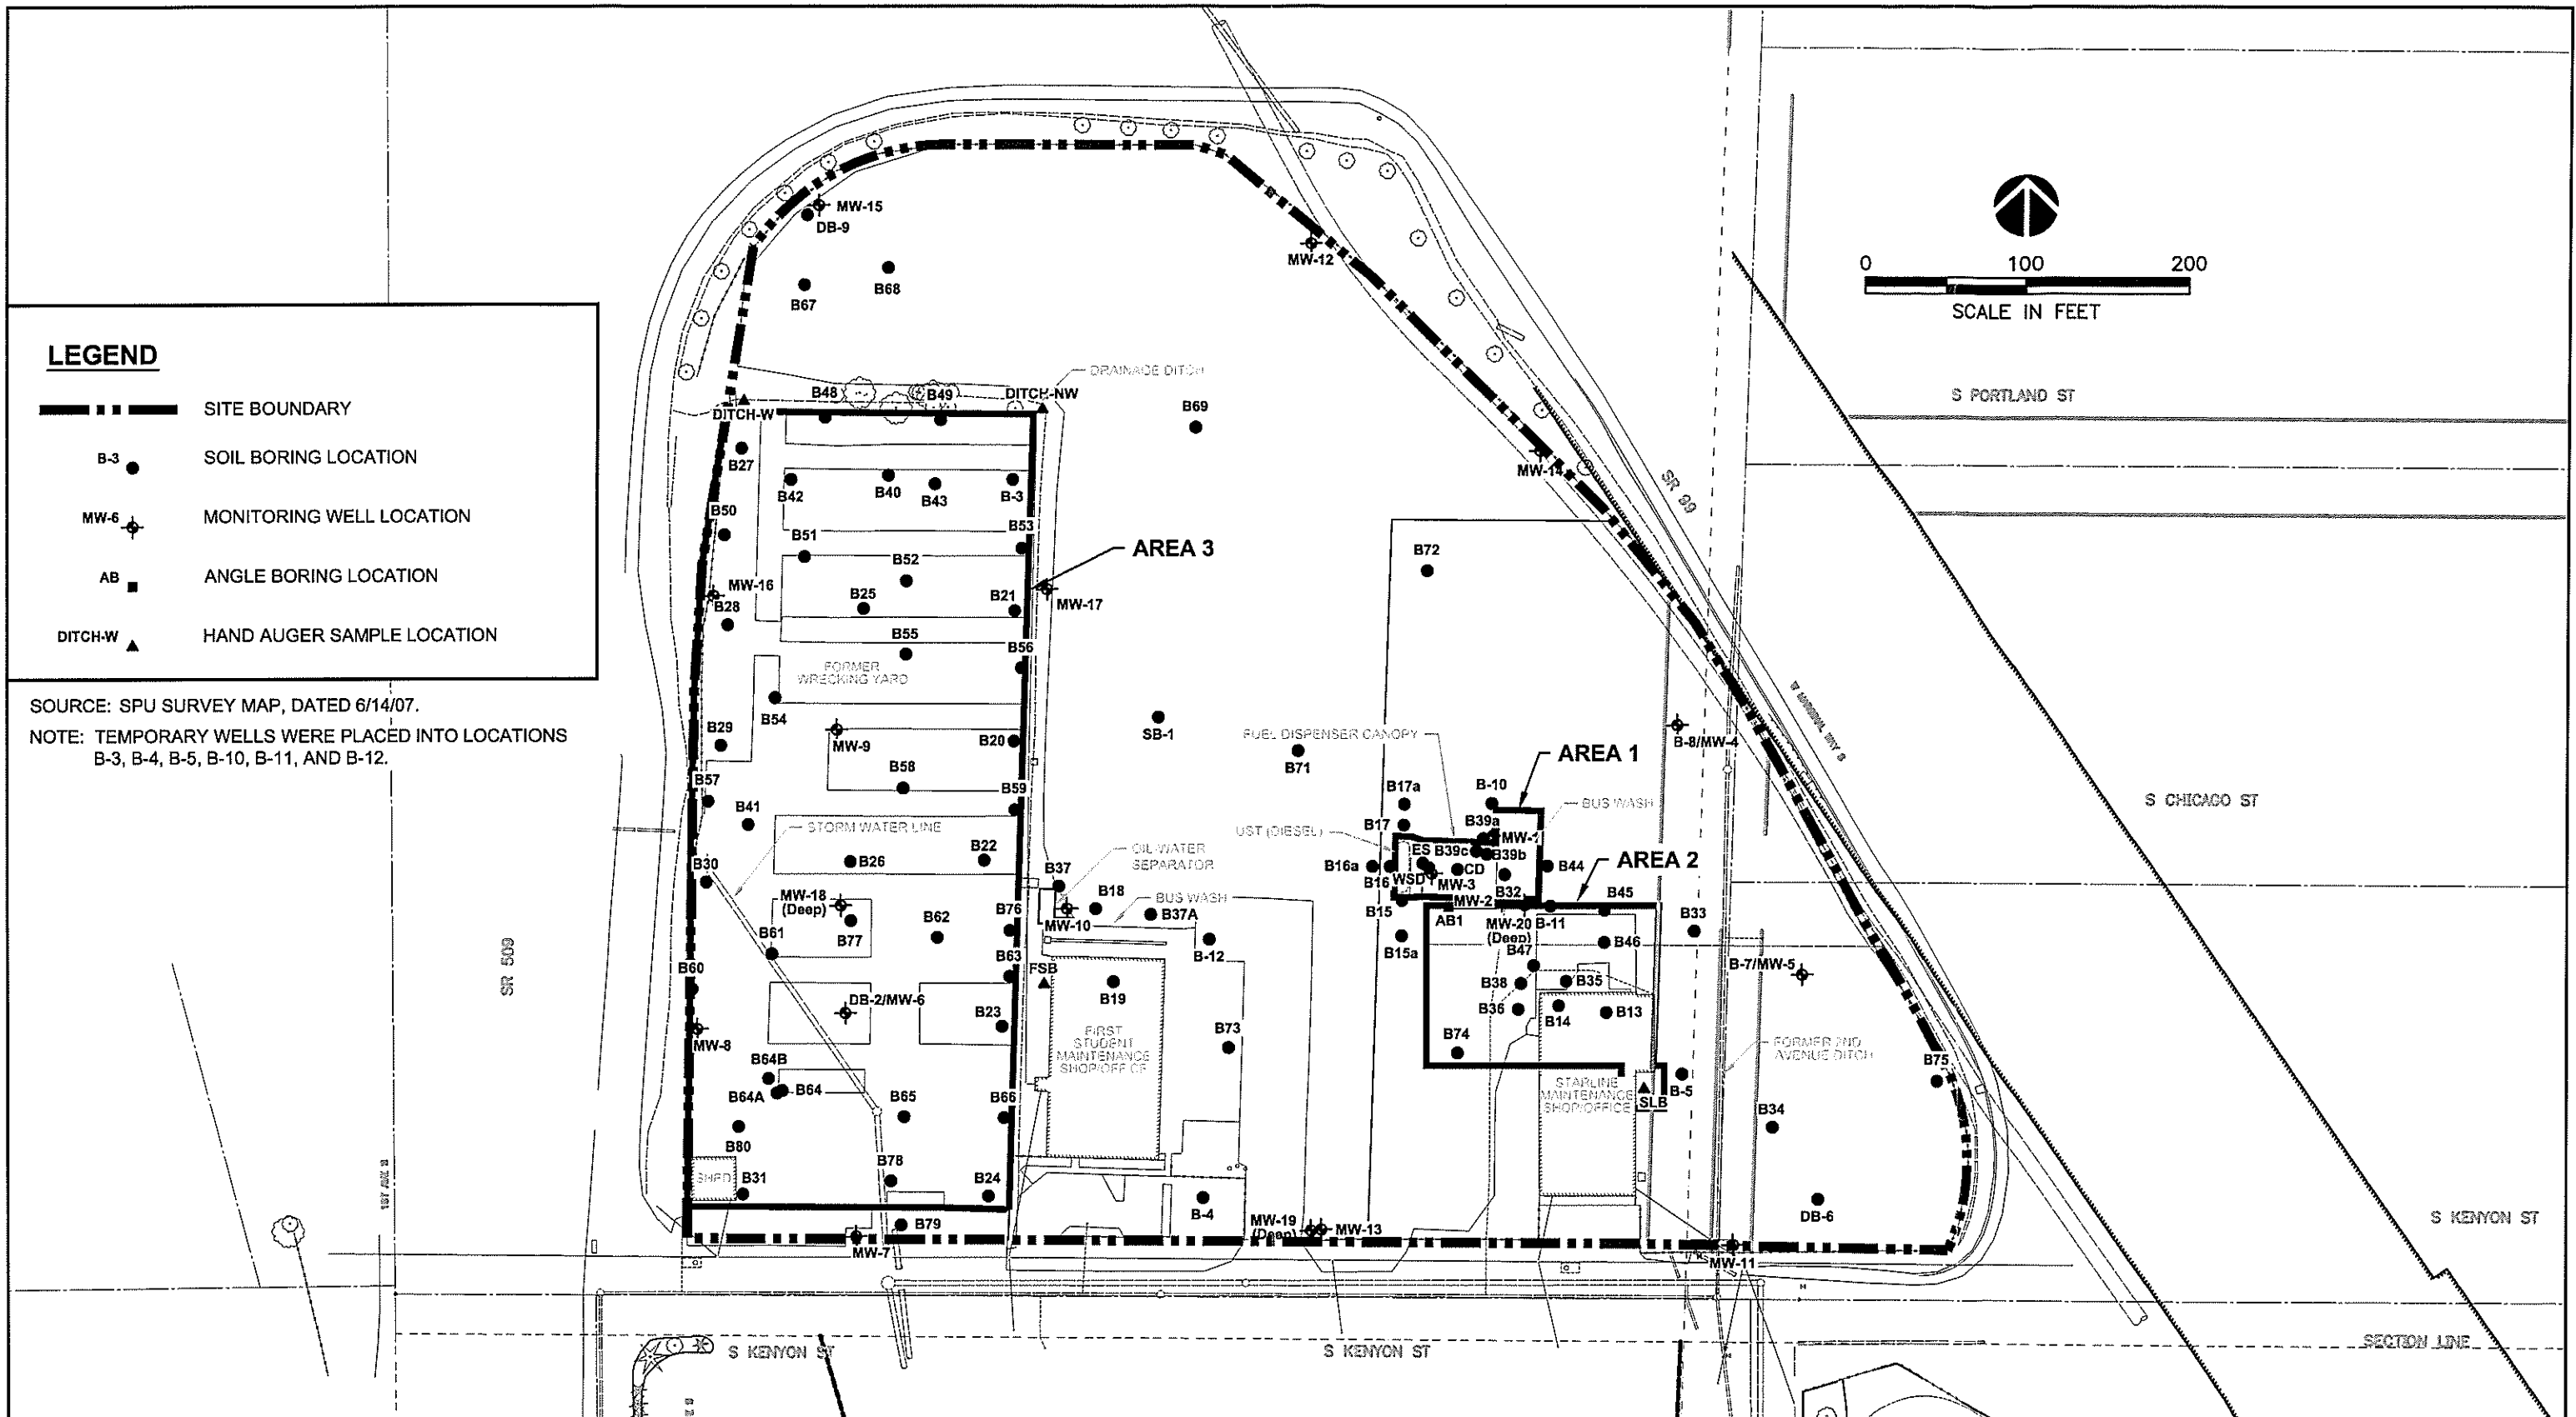 MW-15
DB-9
MW-12
B67
B68
0 100 200
SCALE IN FEET
LEGEND
SITE BOUNDARY
B-3 SOIL BORING LOCATION
MW-6 MONITORING WELL LOCATION
AB ANGLE BORING LOCATION
DITCH-W HAND AUGER SAMPLE LOCATION
SOURCE: SPU SURVEY MAP, DATED 6/14/07.
NOTE: TEMPORARY WELLS WERE PLACED INTO LOCATIONS
B-3, B-4, B-5, B-10, B-11, AND B-12.
DRAINAGE DITCH
S PORTLAND ST
B48
B49
DITCH-NW
DITCH-W
B69
B27
MW-14
SR 99
B42
B40
B43
B-3
B50
B53
B51
AREA 3
B72
B52
MW-16
B25
B21
MW-17
B28
B55
B56
FORMER
WRECKING YARD
B54
W MARGINAL WAY S
B29
MW-9
B20
SB-1
FUEL DISPENSER CANOPY
B71
AREA 1
B-8/MW-4
B57
B58
B59
B17a
B-10
BUS WASH
S CHICAGO ST
B41
STORM WATER LINE
B17
UST (DIESEL)
B39a
MW-1
B26
B22
OIL-WATER
SEPARATOR
ES
B39c
B39b
AREA 2
B30
B37
B16a
B16
WSD
CD
MW-3
B44
B32
MW-18
(Deep)
B18
BUS WASH
B37A
MW-10
B15
MW-2
AB1
MW-20
(Deep)
B-11
B45
B33
B77
B62
B76
B61
B-12
B15a
B46
B47
SR 509
B60
B63
FSB
B19
B38
B35
B-7/MW-5
DB-2/MW-6
B23
B36
B14
B13
MW-8
FIRST
STUDENT
MAINTENANCE
SHOP/OFFICE
B73
B74
FORMER 2ND
AVENUE DITCH
B75
B64B
B64A
B64
B65
B66
STARLINE
MAINTENANCE
SHOP/OFFICE
SLB
B-5
B34
B80
SHED
B31
B78
B24
B-4
DB-6
1ST AVE S
B79
MW-7
MW-19
(Deep)
MW-13
MW-11
S KENYON ST
S KENYON ST
S KENYON ST
SECTION LINE